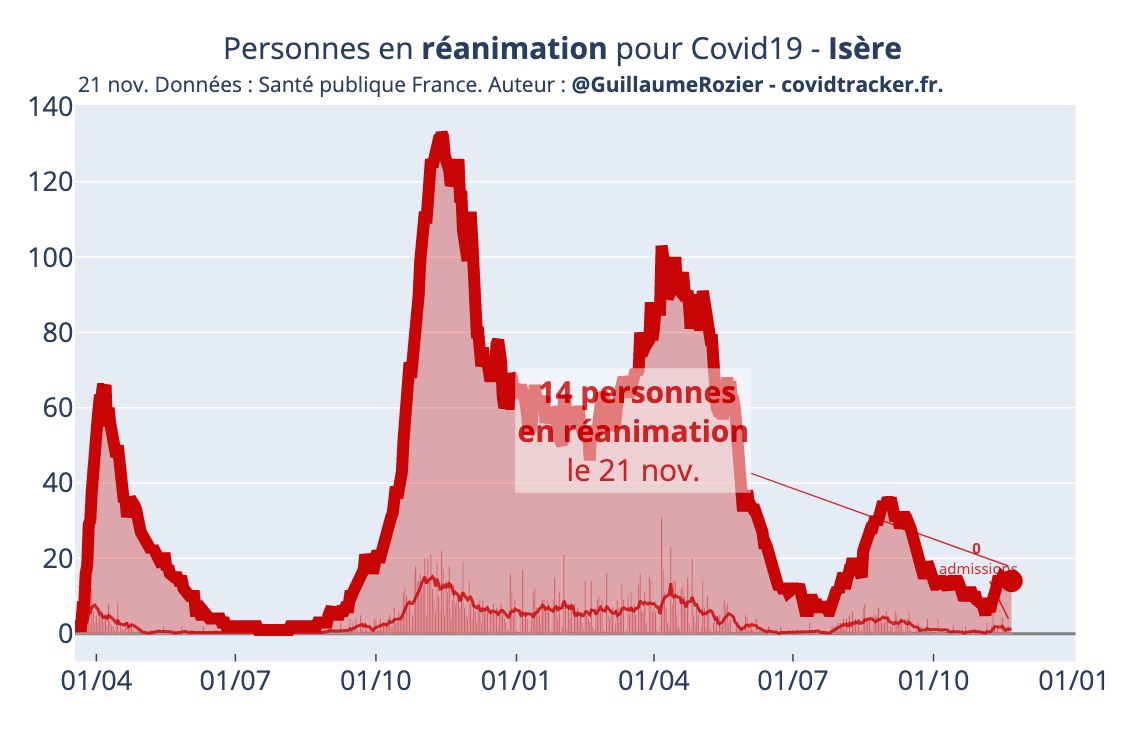 Personnes en réanimation pour Covid19 - Isère
21 nov. Données : Santé publique France. Auteur : @GuillaumeRozier - covidtracker.fr.
140
120
100
80
60
40
20
0
14 personnes
en réanimation
le 21 nov.
0
admissions
01/04
01/07
01/10
01/01
01/04
01/07
01/10
01/01